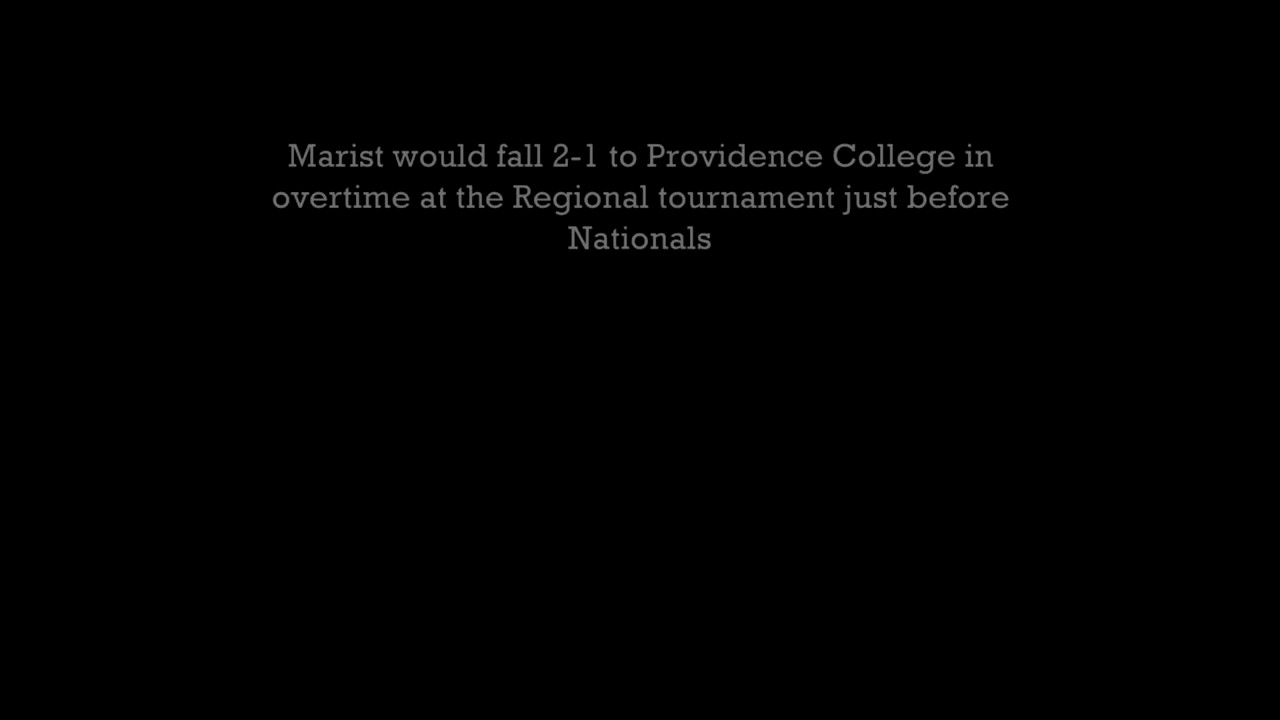 Marist would fall 2-1 to Providence College in
overtime at the Regional tournament just before
Nationals